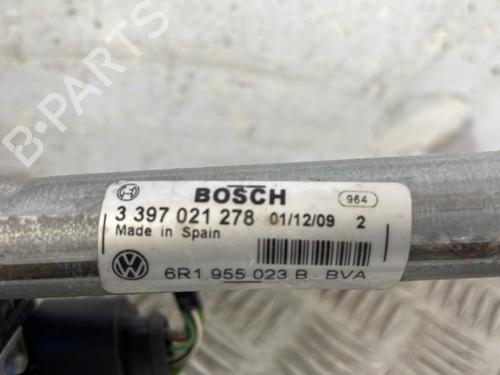 BOSCH 964
3 397 021 278 01/12/09 2
Made in Spain
6R1 955 023 B BVA
B-PARTS